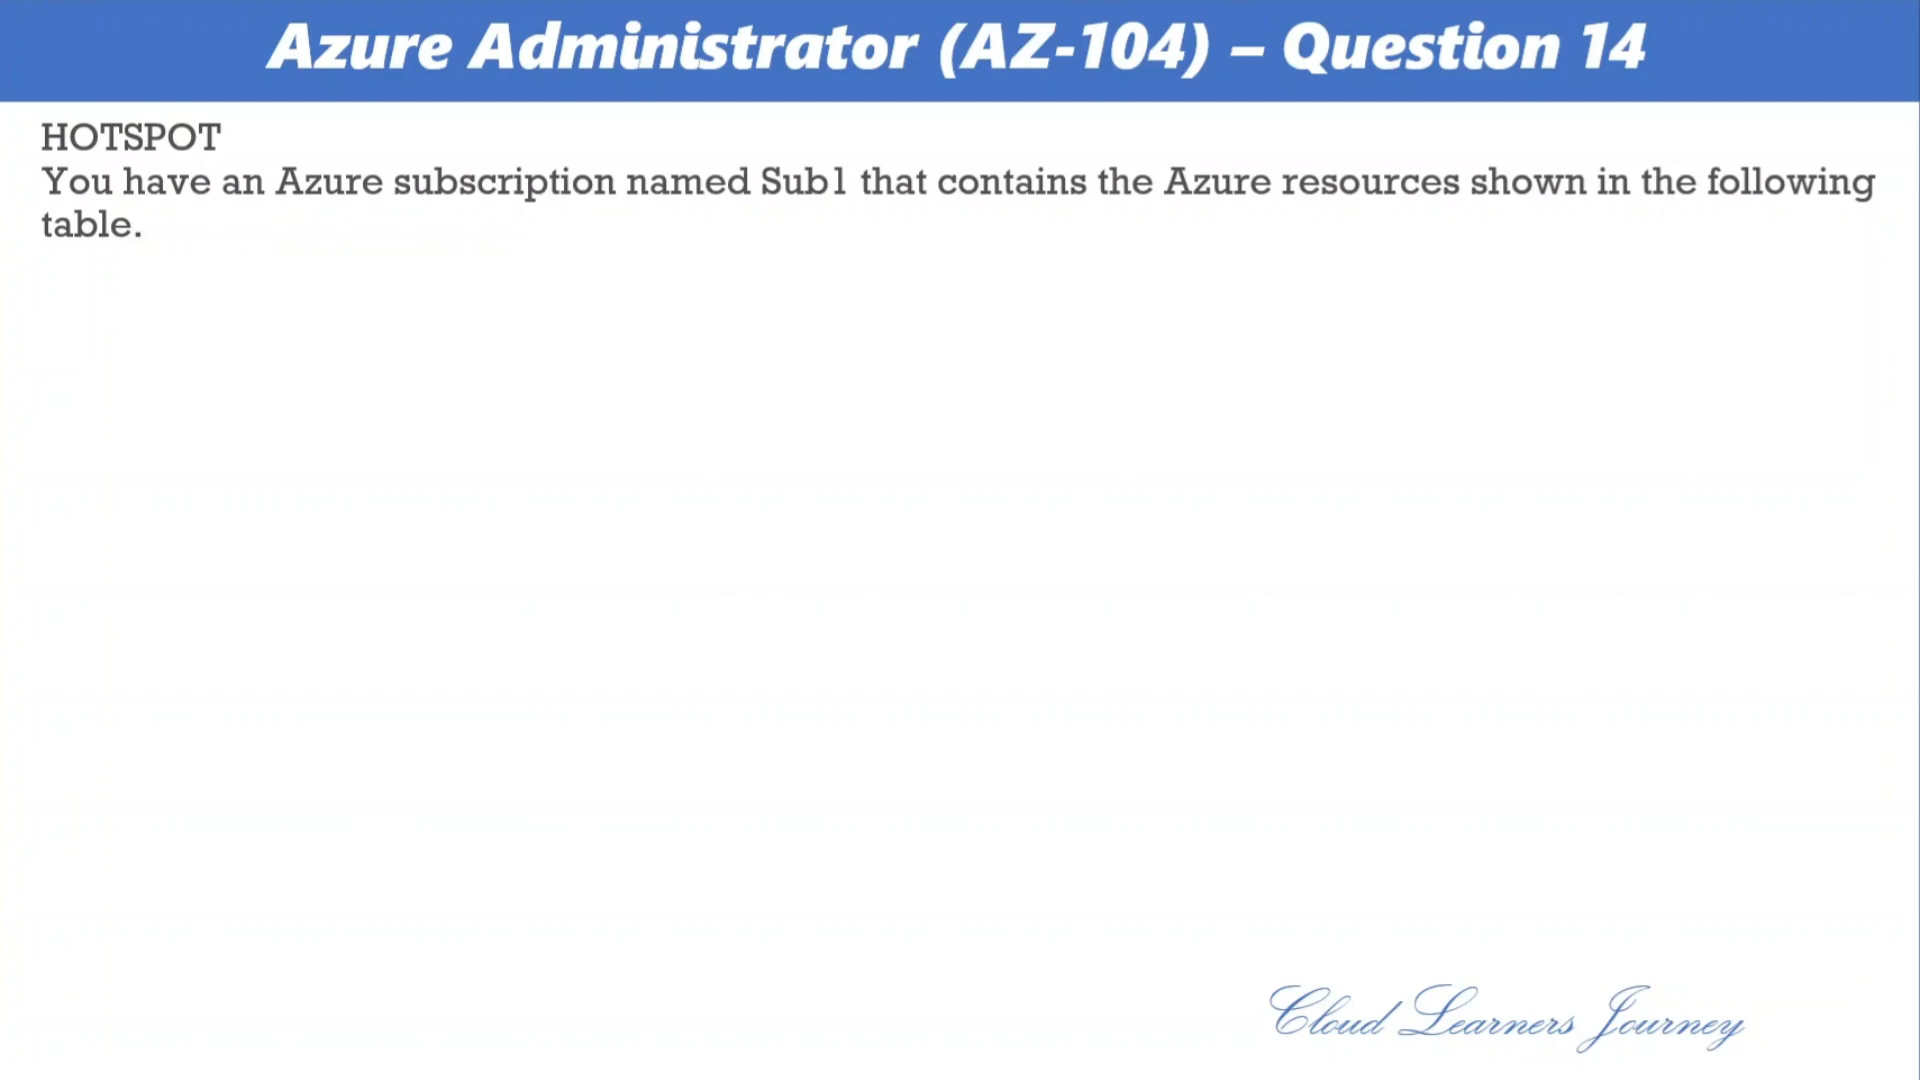 Azure Administrator (AZ-104) – Question 14
HOTSPOT
You have an Azure subscription named Sub1 that contains the Azure resources shown in the following
table.
Cloud Learners Journey